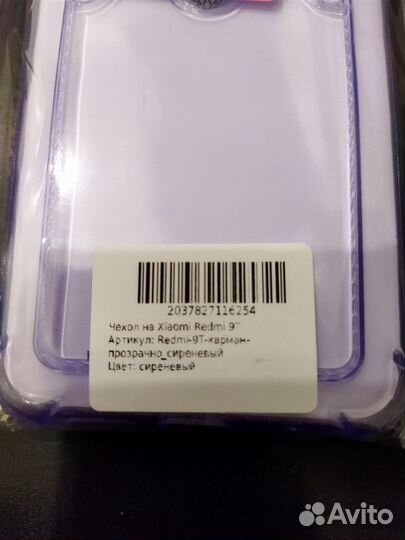 2037827116254
Чехол на Xiaomi Redmi 9T
Артикул: Redmi-9T-карман-
прозрачно_сиреневый
Цвет: сиреневый
Avito